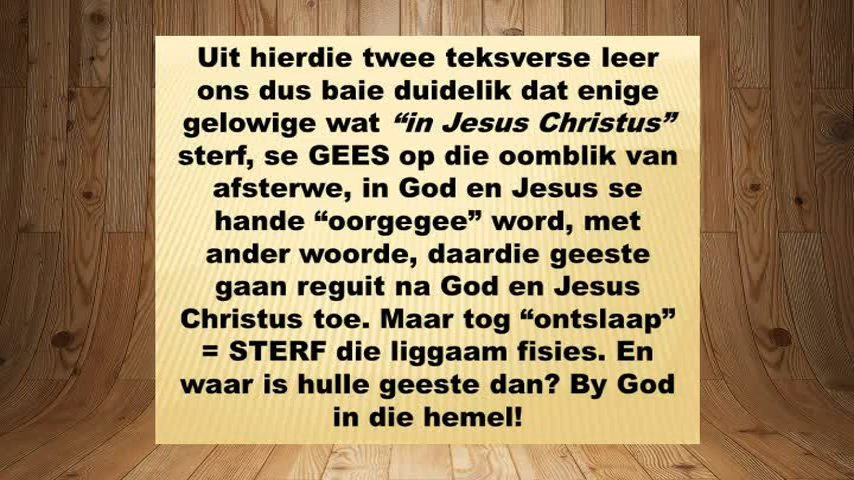 Uit hierdie twee teksverse leer
ons dus baie duidelik dat enige
gelowige wat “in Jesus Christus”
sterf, se GEES op die oomblik van
afsterwe, in God en Jesus se
hande “oorgegee” word, met
ander woorde, daardie geeste
gaan reguit na God en Jesus
Christus toe. Maar tog “ontslaap”
= STERF die liggaam fisies. En
waar is hulle geeste dan? By God
in die hemel!